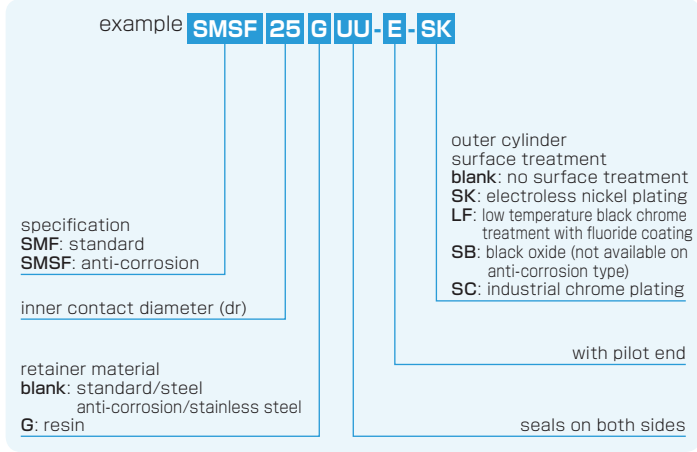 example SMSF 25 G UU - E - SK
outer cylinder
surface treatment
blank: no surface treatment
SK: electroless nickel plating
LF: low temperature black chrome
treatment with fluoride coating
SB: black oxide (not available on
anti-corrosion type)
SC: industrial chrome plating
specification
SMF: standard
SMSF: anti-corrosion
inner contact diameter (dr)
with pilot end
retainer material
blank: standard/steel
anti-corrosion/stainless steel
G: resin
seals on both sides